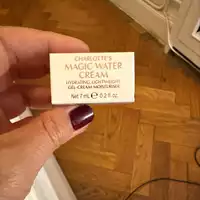 CHARLOTTE'S
MAGIC WATER
CREAM
HYDRATING, LIGHTWEIGHT
GEL-CREAM MOISTURISER
Net 7 mL ℮ 0.2 fl. oz.